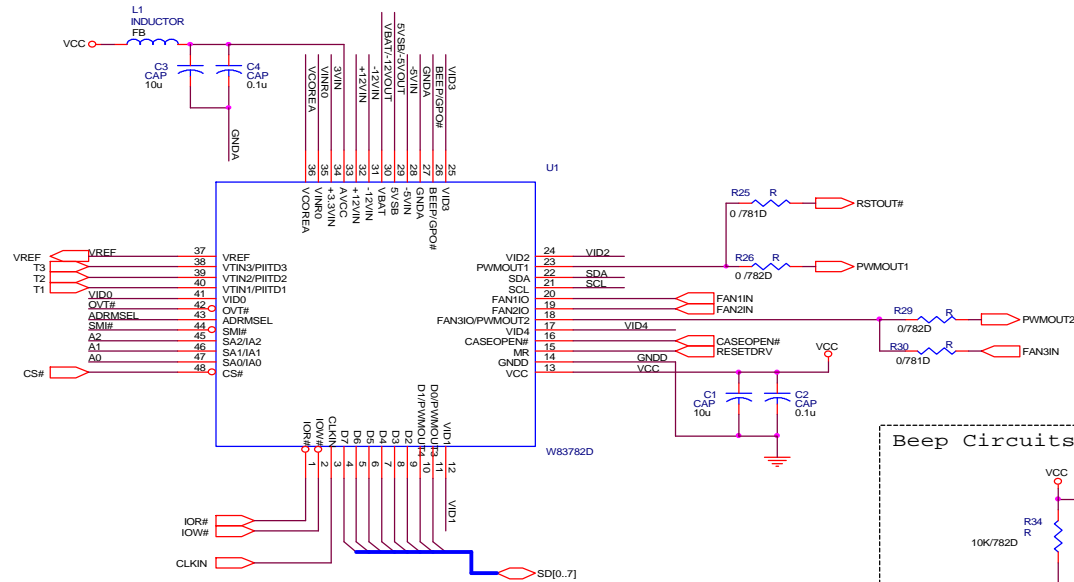 L1
INDUCTOR
FB
VCC
C3
CAP
10u
C4
CAP
0.1u
GNDA
VCOREA
VINR0
3VIN
+12VIN
-12VIN
VBAT/-12VOUT
5VSB/-5VOUT
-5VIN
GNDA
BEEP/GPO#
VID3
36
35
34
33
32
31
30
29
28
27
26
25
U1
VCOREA
VINR0
+3.3VIN
AVCC
+12VIN
-12VIN
VBAT
5VSB
-5VIN
GNDA
BEEP/GPO#
VID3
VREF VREF 37 VREF
T3 38 VTIN3/PIITD3
T2 39 VTIN2/PIITD2
T1 40 VTIN1/PIITD1
VID0 41 VID0
OVT# 42 OVT#
ADRMSEL 43 ADRMSEL
SMI# 44 SMI#
A2 45 SA2/IA2
A1 46 SA1/IA1
A0 47 SA0/IA0
CS# 48 CS#
VID2 24 VID2
PWMOUT1 23
SDA 22 SDA
SCL 21 SCL
FAN1IO 20 FAN1IN
FAN2IO 19 FAN2IN
FAN3IO/PWMOUT2 18
VID4 17 VID4
CASEOPEN# 16 CASEOPEN#
MR 15 RESETDRV
GNDD 14 GNDD
VCC 13 VCC
R25 R
0 /781D
RSTOUT#
R26 R
0 /782D
PWMOUT1
R29 R
0/782D
PWMOUT2
R30 R
0/781D
FAN3IN
VCC
C1
CAP
10u
C2
CAP
0.1u
W83782D
IOR#
IOW#
CLKIN
D7
D6
D5
D4
D3
D2
D1/PWMOUT4
D0/PWMOUT3
VID1
1
2
3
4
5
6
7
8
9
10
11
12
VID1
IOR#
IOW#
CLKIN
SD[0..7]
Beep Circuits
VCC
R34
R
10K/782D